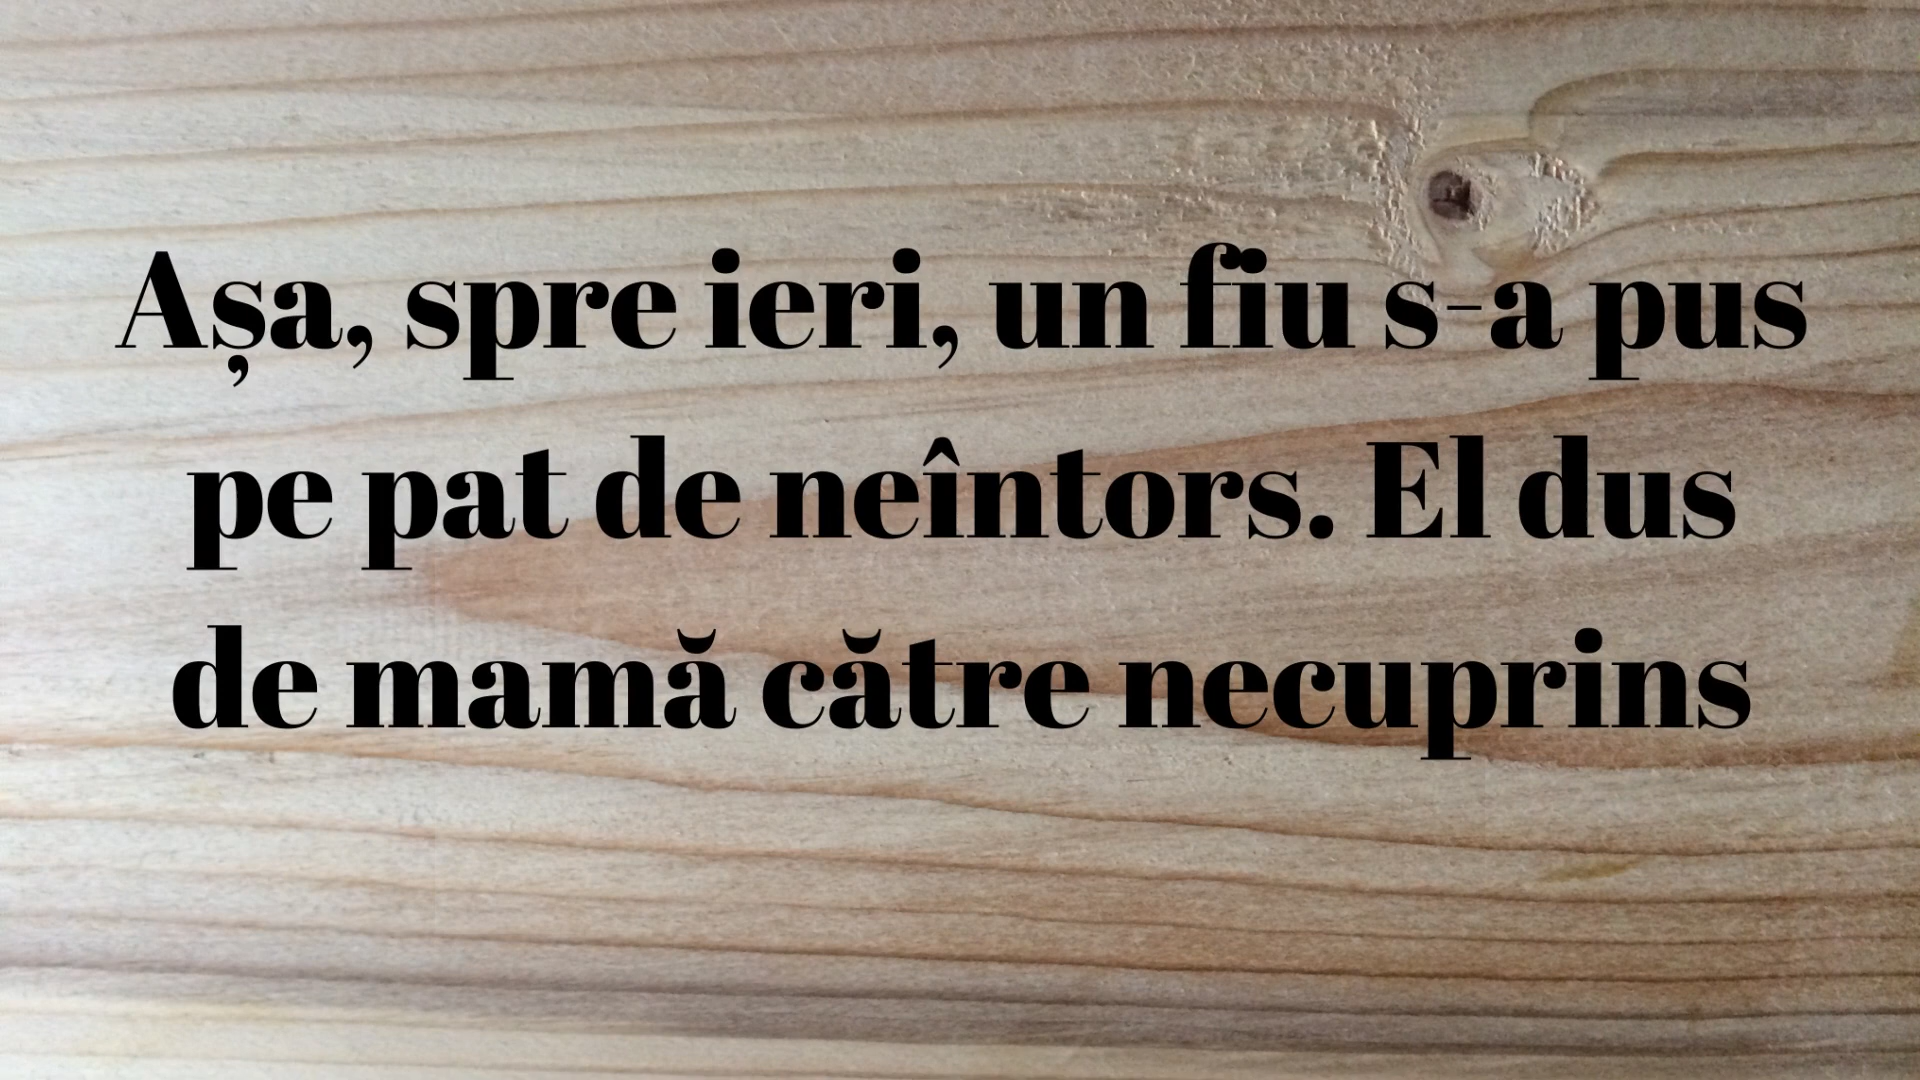 Așa, spre ieri, un fiu s-a pus
pe pat de neîntors. El dus
de mamă către necuprins